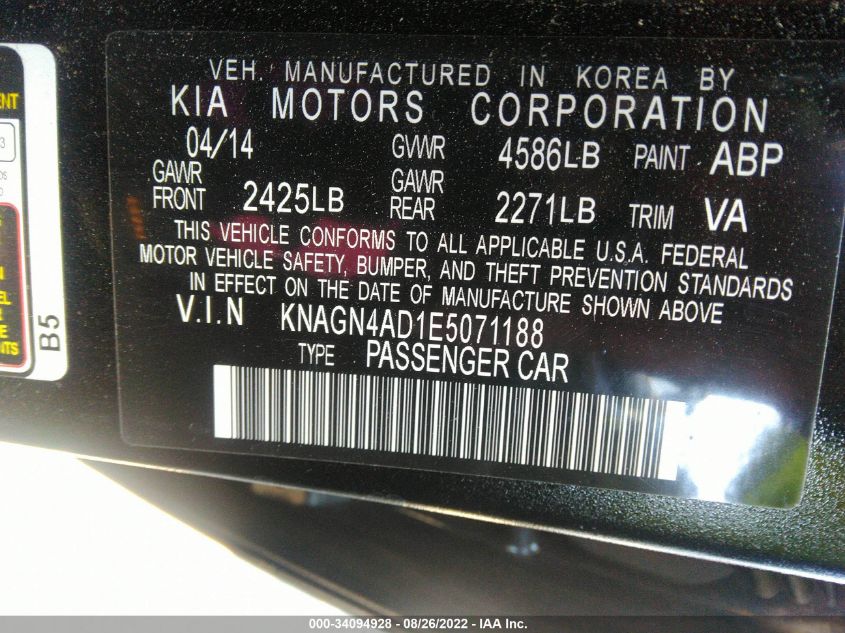 VEH. MANUFACTURED IN KOREA BY
KIA MOTORS CORPORATION
04/14 GVWR 4586LB PAINT ABP
GAWR FRONT 2425LB GAWR REAR 2271LB TRIM VA
THIS VEHICLE CONFORMS TO ALL APPLICABLE U.S.A. FEDERAL
MOTOR VEHICLE SAFETY, BUMPER, AND THEFT PREVENTION STANDARDS
IN EFFECT ON THE DATE OF MANUFACTURE SHOWN ABOVE
V.I.N KNAGN4AD1E5071188
TYPE PASSENGER CAR
B5
000-34094928 - 08/26/2022 - IAA Inc.